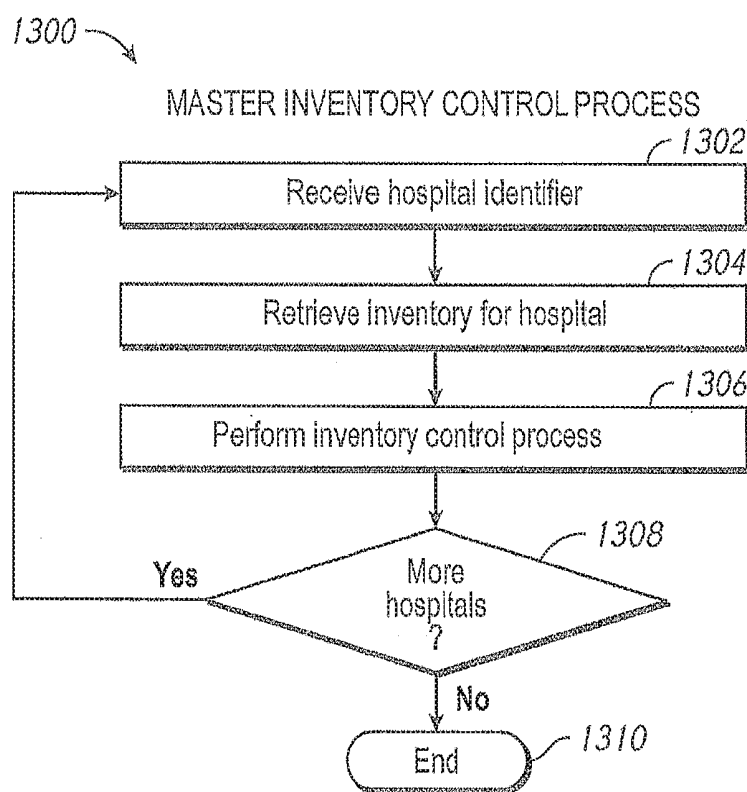 1300
MASTER INVENTORY CONTROL PROCESS
1302
Receive hospital identifier
1304
Retrieve inventory for hospital
1306
Perform inventory control process
1308
Yes
More
hospitals
?
No
End
1310